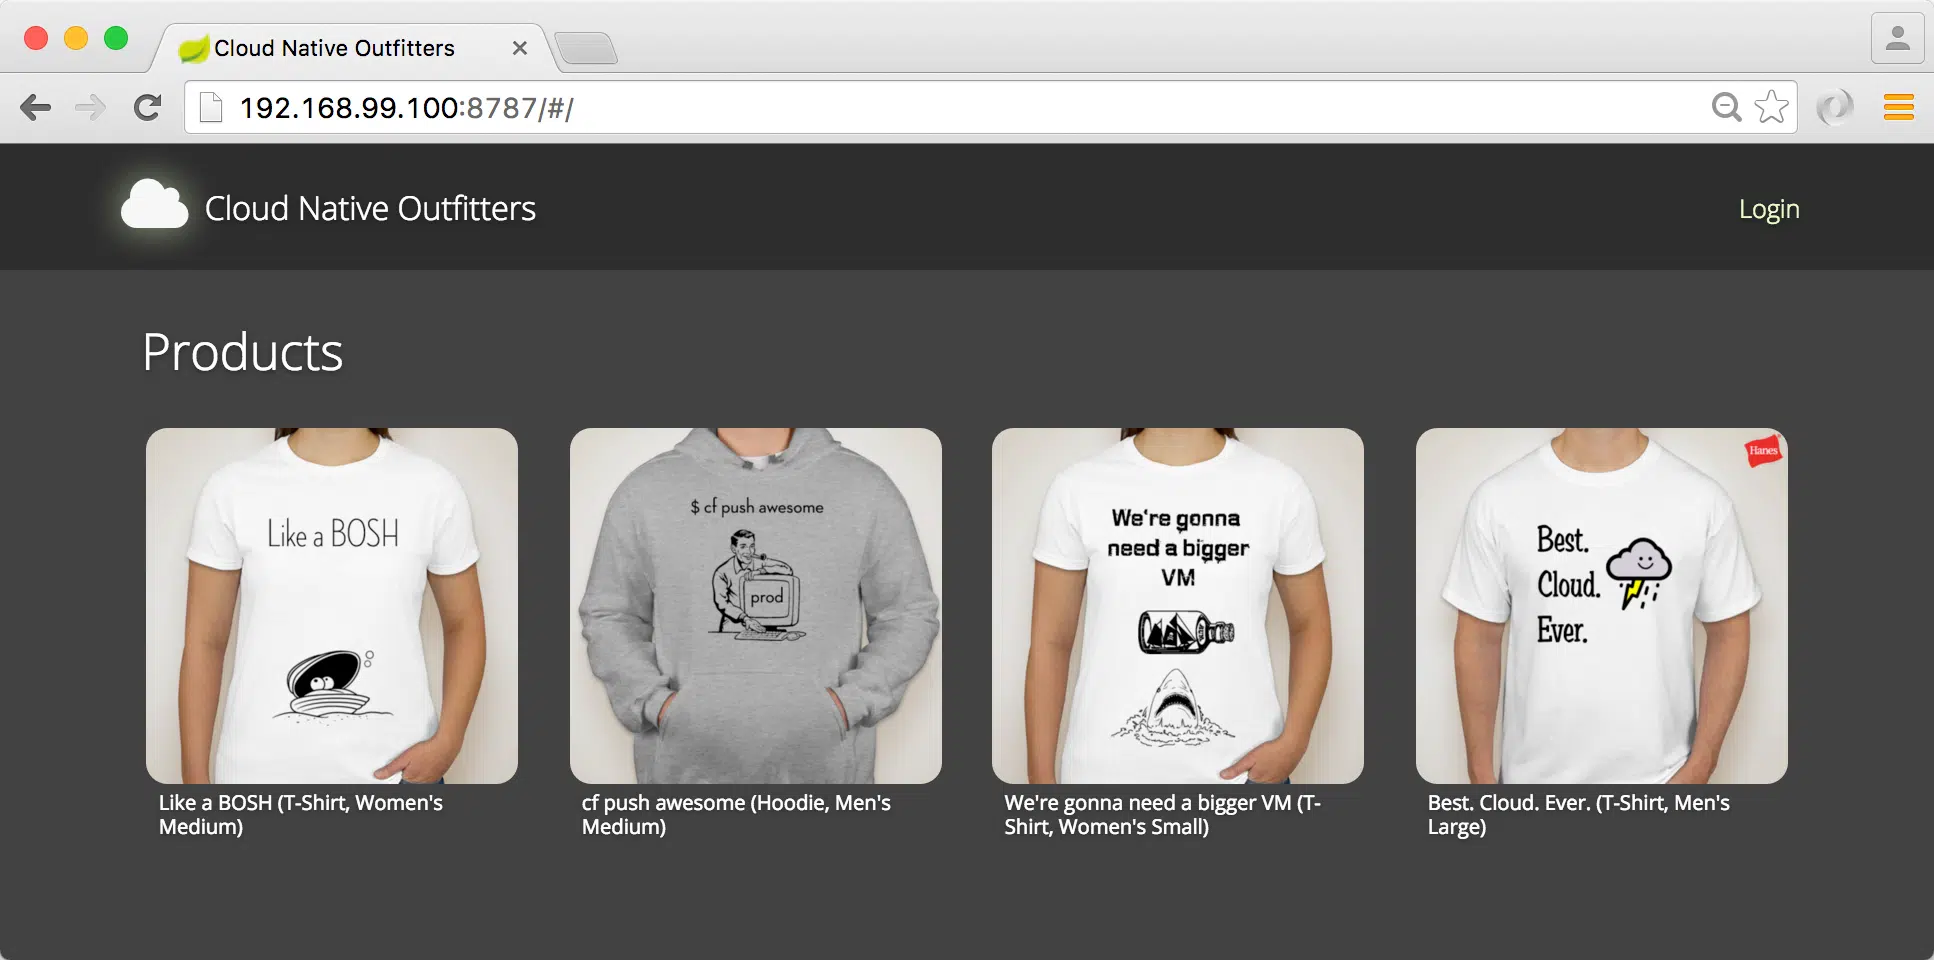 Cloud Native Outfitters
192.168.99.100:8787/#/
Cloud Native Outfitters
Login
Products
Like a BOSH
$ cf push awesome
prod
We're gonna
need a bigger
VM
Hanes
Best.
Cloud.
Ever.
Like a BOSH (T-Shirt, Women's
Medium)
cf push awesome (Hoodie, Men's
Medium)
We're gonna need a bigger VM (T-
Shirt, Women's Small)
Best. Cloud. Ever. (T-Shirt, Men's
Large)